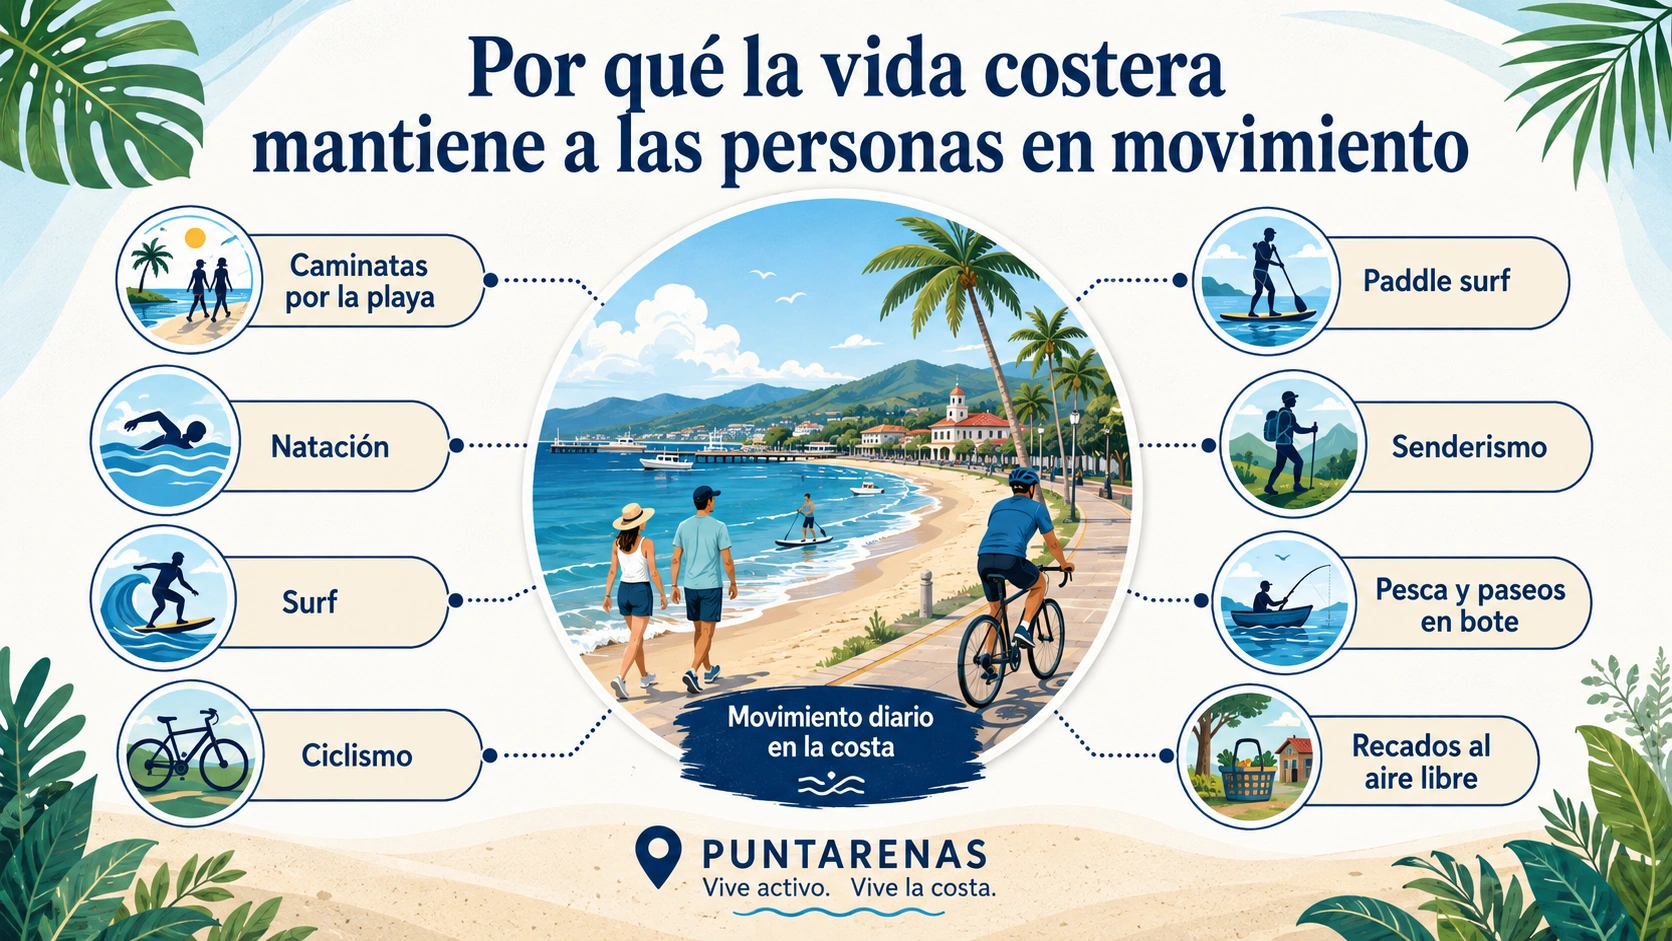 Por qué la vida costera
mantiene a las personas en movimiento
Caminatas
por la playa
Natación
Surf
Ciclismo
Paddle surf
Senderismo
Pesca y paseos
en bote
Recados al
aire libre
Movimiento diario
en la costa
PUNTARENAS
Vive activo. Vive la costa.